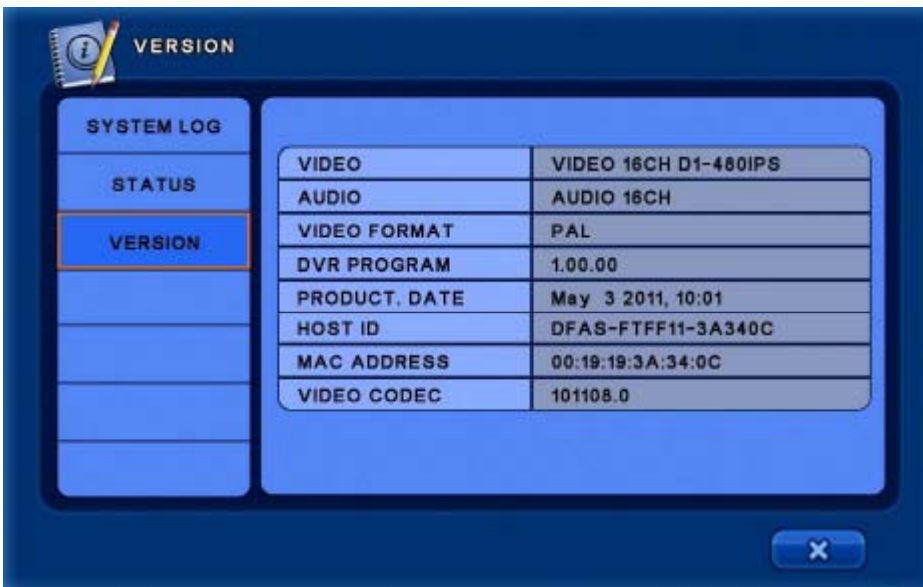 VERSION
SYSTEM LOG
STATUS
VERSION
VIDEO VIDEO 16CH D1-480IPS
AUDIO AUDIO 16CH
VIDEO FORMAT PAL
DVR PROGRAM 1.00.00
PRODUCT. DATE May 3 2011, 10:01
HOST ID DFAS-FTFF11-3A340C
MAC ADDRESS 00:19:19:3A:34:0C
VIDEO CODEC 101108.0